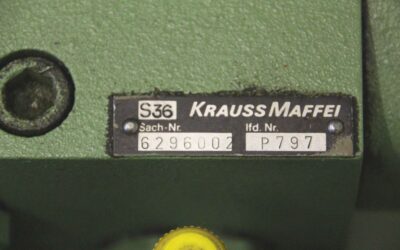 S36 KRAUSS MAFFEI
Sach-Nr. lfd. Nr.
6296002 P797